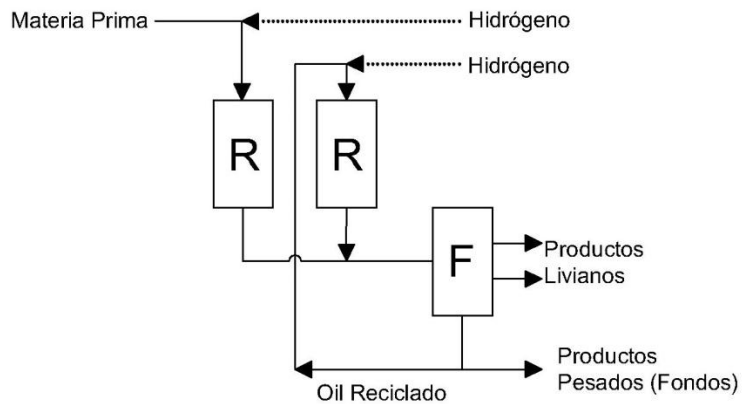 Materia Prima
Hidrógeno
Hidrógeno
R
R
F
Productos
Livianos
Productos
Pesados (Fondos)
Oil Reciclado